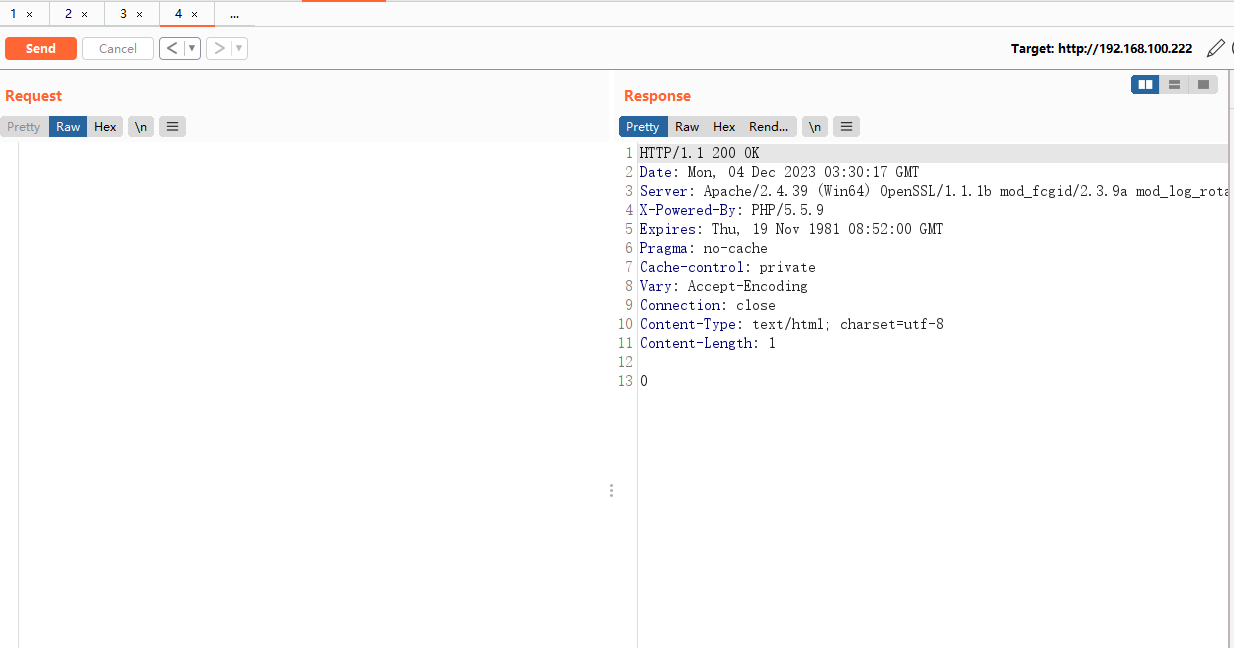 1 × 2 × 3 × 4 × ...
Send Cancel < > Target: http://192.168.100.222
Request
Pretty Raw Hex \n
Response
Pretty Raw Hex Rend... \n
1 HTTP/1.1 200 OK
2 Date: Mon, 04 Dec 2023 03:30:17 GMT
3 Server: Apache/2.4.39 (Win64) OpenSSL/1.1.1b mod_fcgid/2.3.9a mod_log_rota
4 X-Powered-By: PHP/5.5.9
5 Expires: Thu, 19 Nov 1981 08:52:00 GMT
6 Pragma: no-cache
7 Cache-control: private
8 Vary: Accept-Encoding
9 Connection: close
10 Content-Type: text/html; charset=utf-8
11 Content-Length: 1
12
13 0